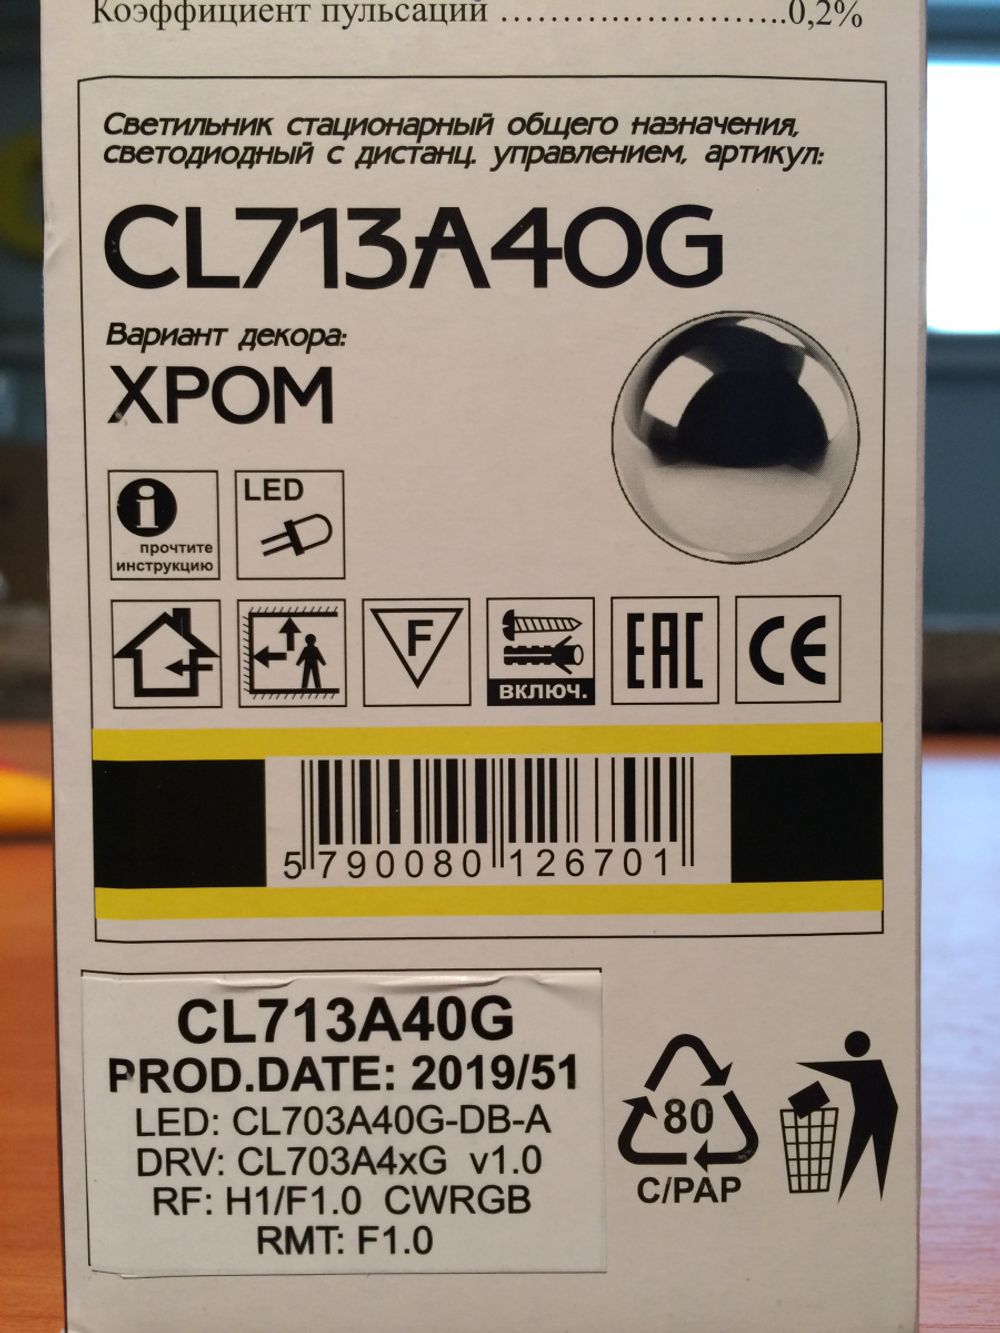 Коэффициент пульсаций ..........................0,2%
Светильник стационарный общего назначения,
светодиодный с дистанц. управлением, артикул:
CL713A40G
Вариант декора:
ХРОМ
i
прочтите
инструкцию
LED
F
ВКЛЮЧ.
EAC
CE
5 790080 126701
CL713A40G
PROD.DATE: 2019/51
LED: CL703A40G-DB-A
DRV: CL703A4xG v1.0
RF: H1/F1.0 CWRGB
RMT: F1.0
80
C/PAP